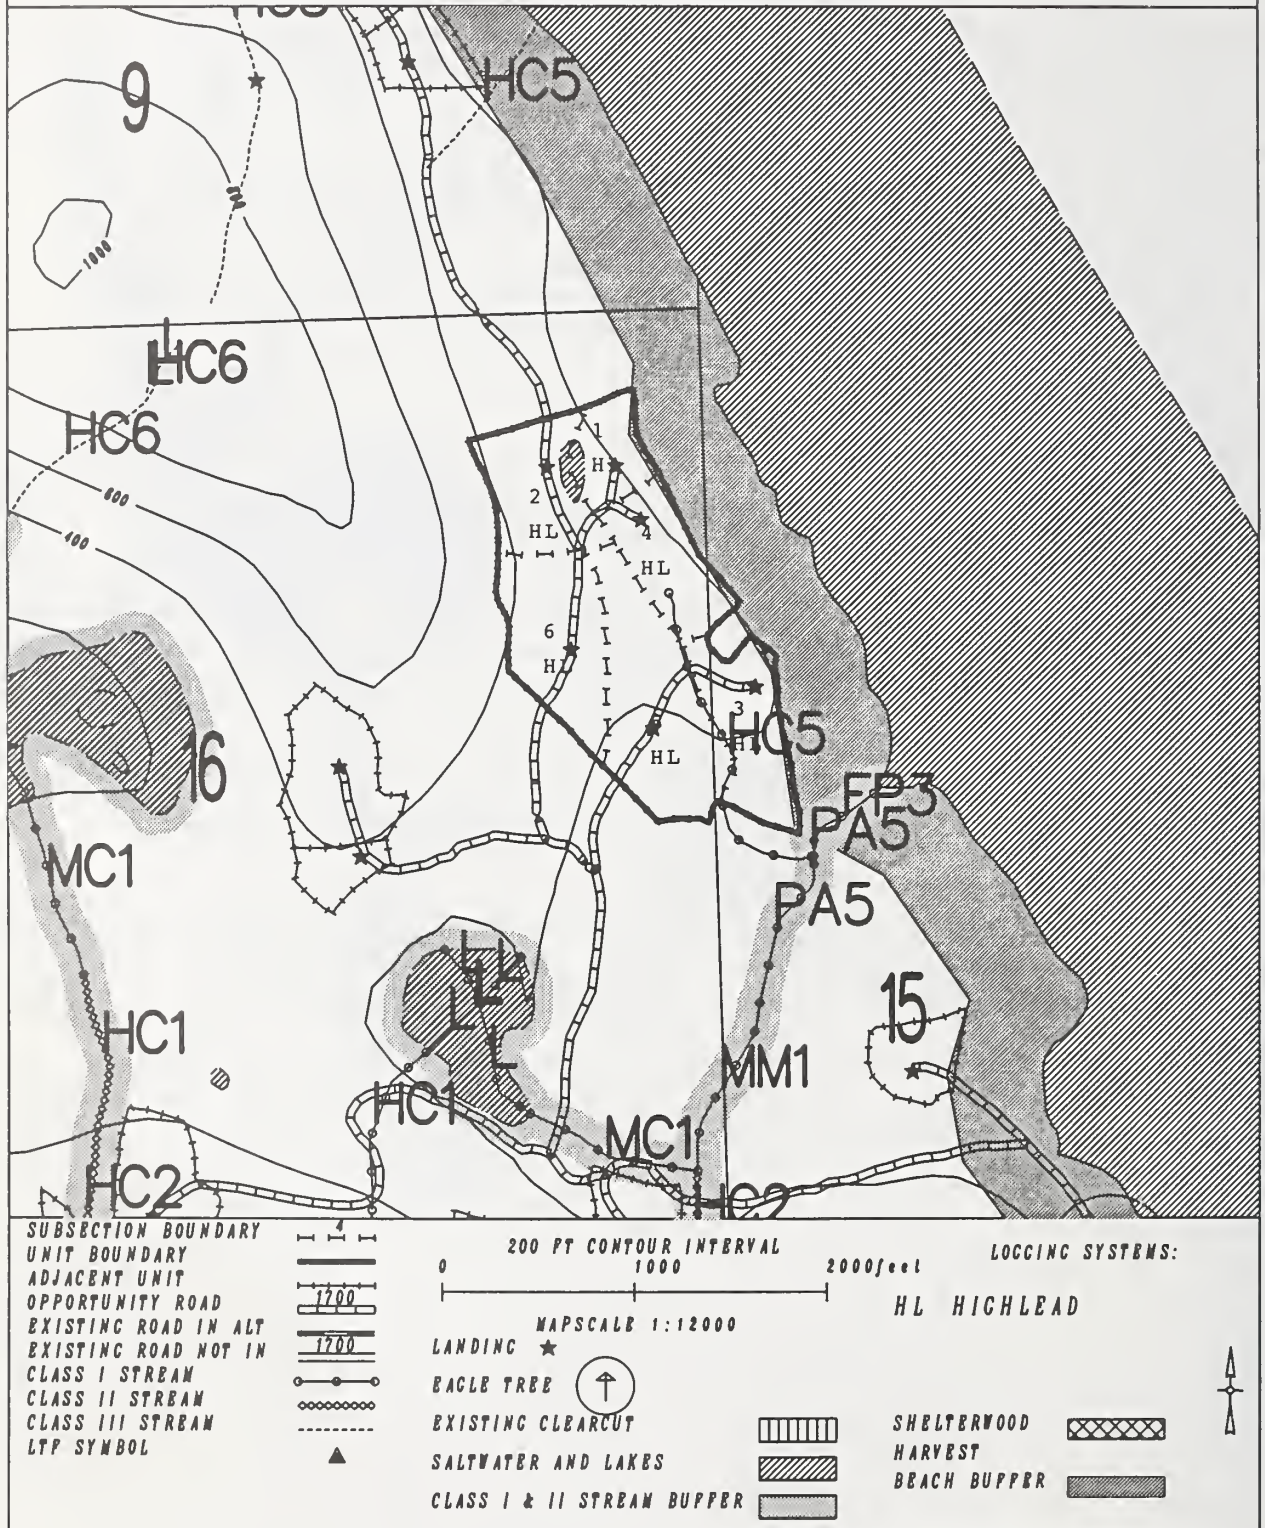 HC5
9
1000
HC6
HC6
600
400
1
H
2
HL
4
HL
6
HL
3
HC5
HL
16
FP3
PA5
MC1
PA5
L
L
L
L
L
15
HC1
MM1
HC1
MC1
HC2
SUBSECTION BOUNDARY 4
UNIT BOUNDARY
ADJACENT UNIT
OPPORTUNITY ROAD 1700
EXISTING ROAD IN ALT
EXISTING ROAD NOT IN 1700
CLASS I STREAM
CLASS II STREAM
CLASS III STREAM
LTF SYMBOL
200 FT CONTOUR INTERVAL
0 1000 2000feet
MAPSCALE 1:12000
LANDING
EAGLE TREE
EXISTING CLEARCUT
SALTWATER AND LAKES
CLASS I & II STREAM BUFFER
LOGGING SYSTEMS:
HL HIGHLEAD
SHELTERWOOD
HARVEST
BEACH BUFFER